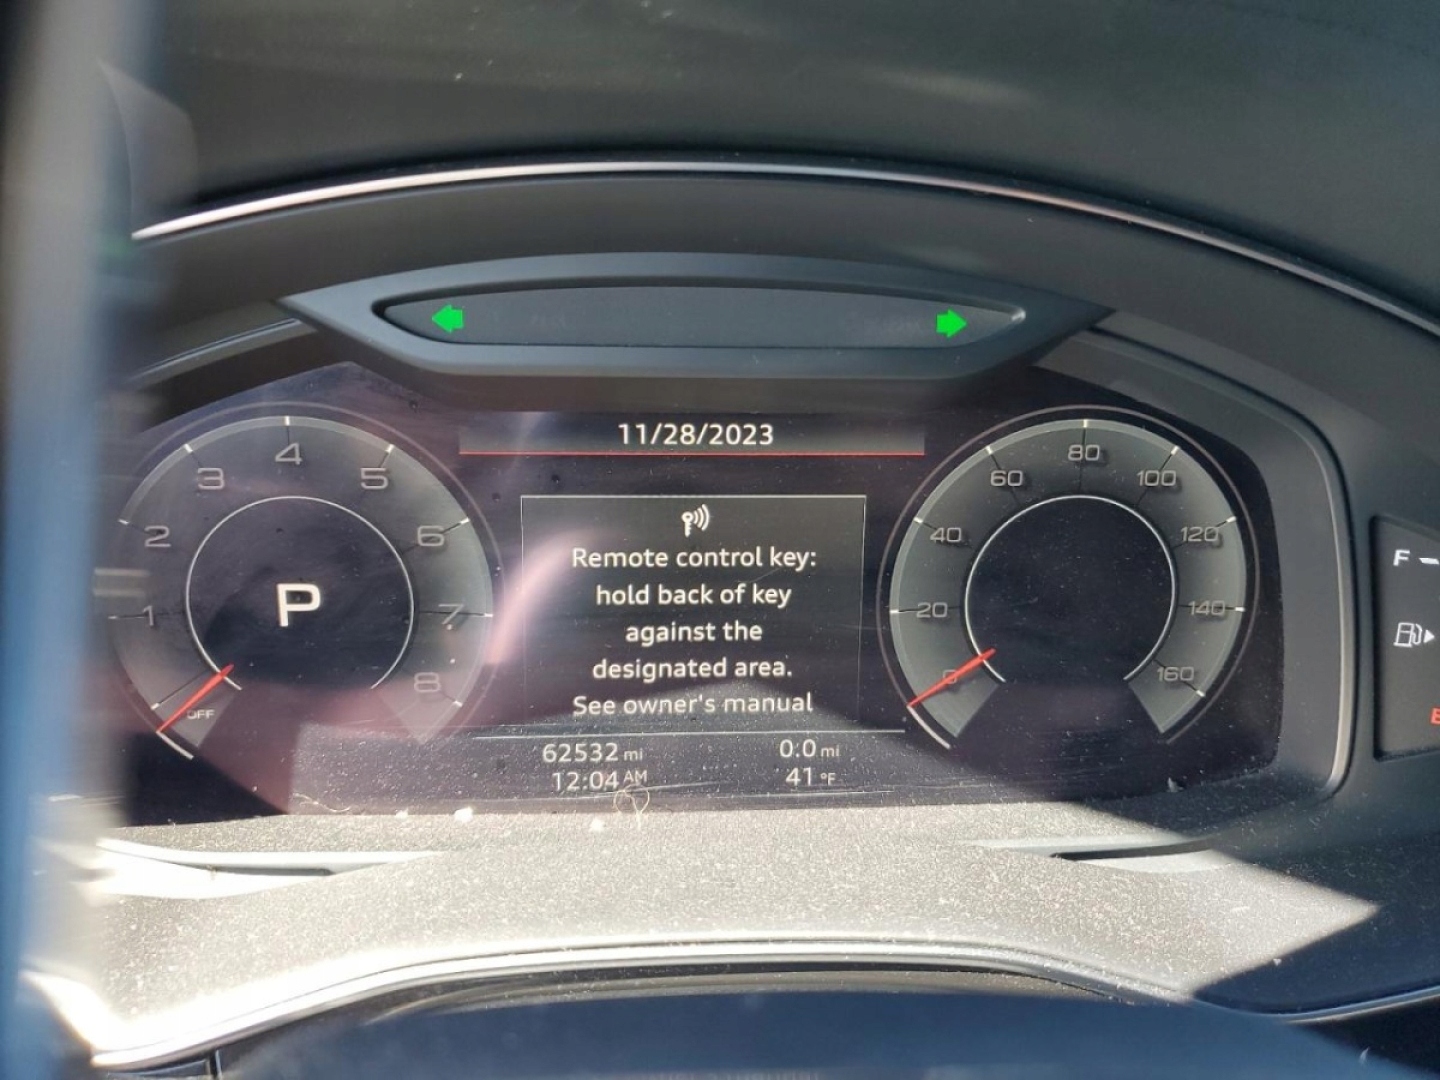 11/28/2023
4
3
5
2
6
1
7
8
OFF
P
Remote control key:
hold back of key
against the
designated area.
See owner's manual
62532 mi
0.0 mi
12:04 AM
41 °F
80
60
100
40
120
20
140
0
160
F